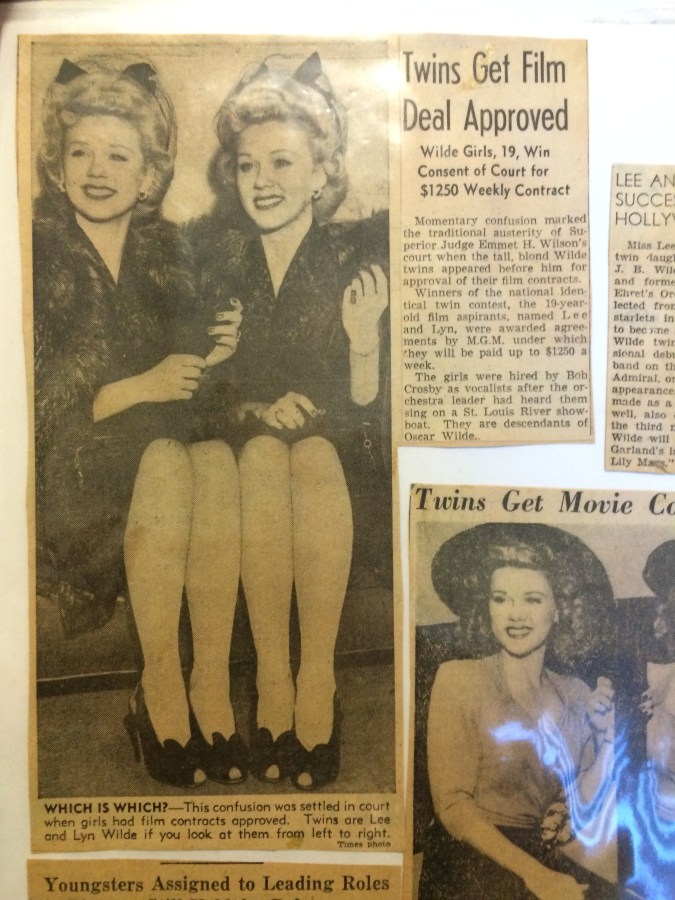 Twins Get Film
Deal Approved
Wilde Girls, 19, Win
Consent of Court for
$1250 Weekly Contract
Momentary confusion marked
the traditional austerity of Su-
perior Judge Emmet H. Wilson's
court when the tall, blond Wilde
twins appeared before him for
approval of their film contracts.
Winners of the national iden-
tical twin contest, the 19-year-
old film aspirants, named Lee
and Lyn, were awarded agree-
ments by M.G.M. under which
they will be paid up to $1250 a
week.
The girls were hired by Bob
Crosby as vocalists after the or-
chestra leader had heard them
sing on a St. Louis River show-
boat. They are descendants of
Oscar Wilde.
WHICH IS WHICH?—This confusion was settled in court
when girls had film contracts approved. Twins are Lee
and Lyn Wilde if you look at them from left to right.
Times photo
LEE AN
SUCCE
HOLLY
Miss Lee
twin
J. B.
and forme
Ehret's
lected from
starlets in
to become
Wilde twin
sional
band on th
Admiral, or
appearance
made as a
well, also
the third
Wilde will
Garland's
Lily Mars."
Twins Get Movie
Youngsters Assigned to Leading Roles